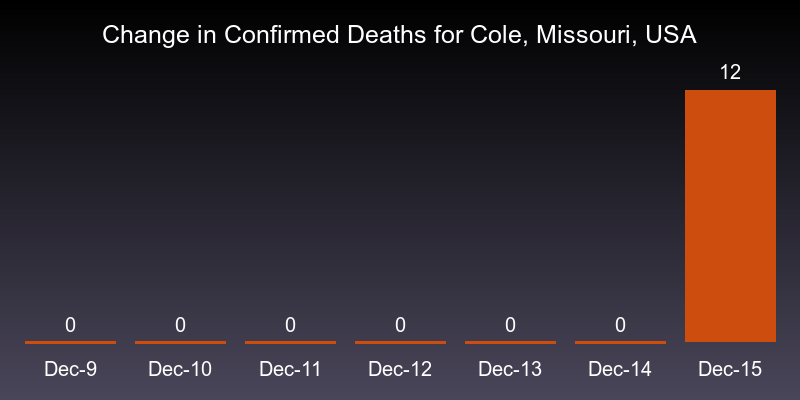 Change in Confirmed Deaths for Cole, Missouri, USA
12
0 0 0 0 0 0
Dec-9 Dec-10 Dec-11 Dec-12 Dec-13 Dec-14 Dec-15